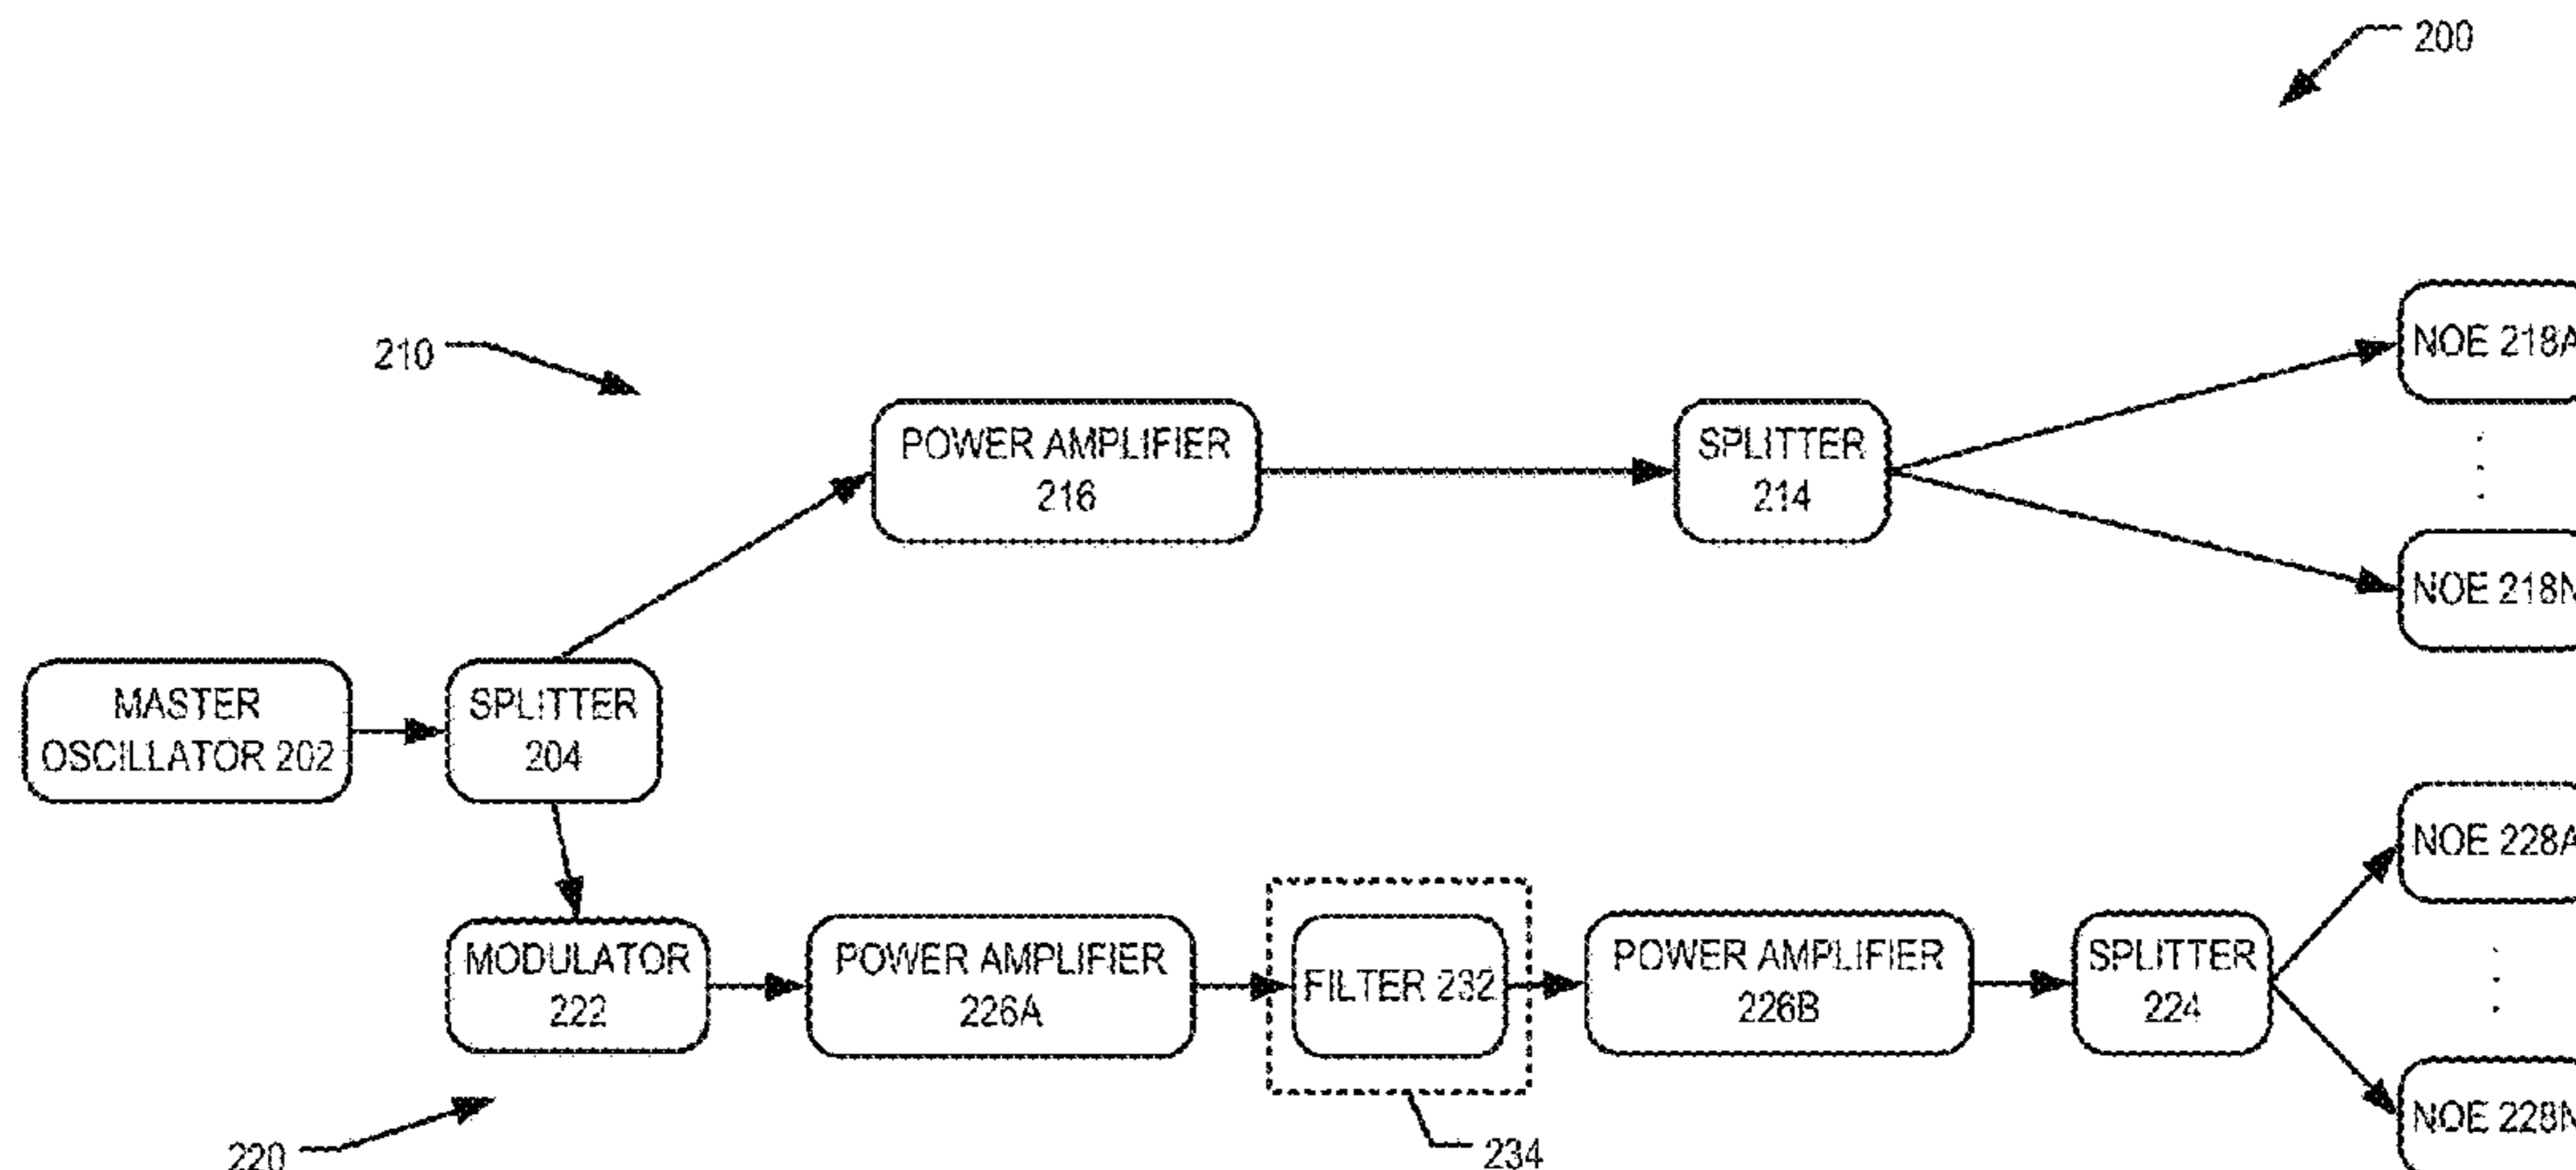 200
210
NOE 218A
POWER AMPLIFIER
216
SPLITTER
214
NOE 218N
MASTER
OSCILLATOR 202
SPLITTER
204
NOE 228A
MODULATOR
222
POWER AMPLIFIER
226A
FILTER 232
POWER AMPLIFIER
226B
SPLITTER
224
NOE 228N
220
234